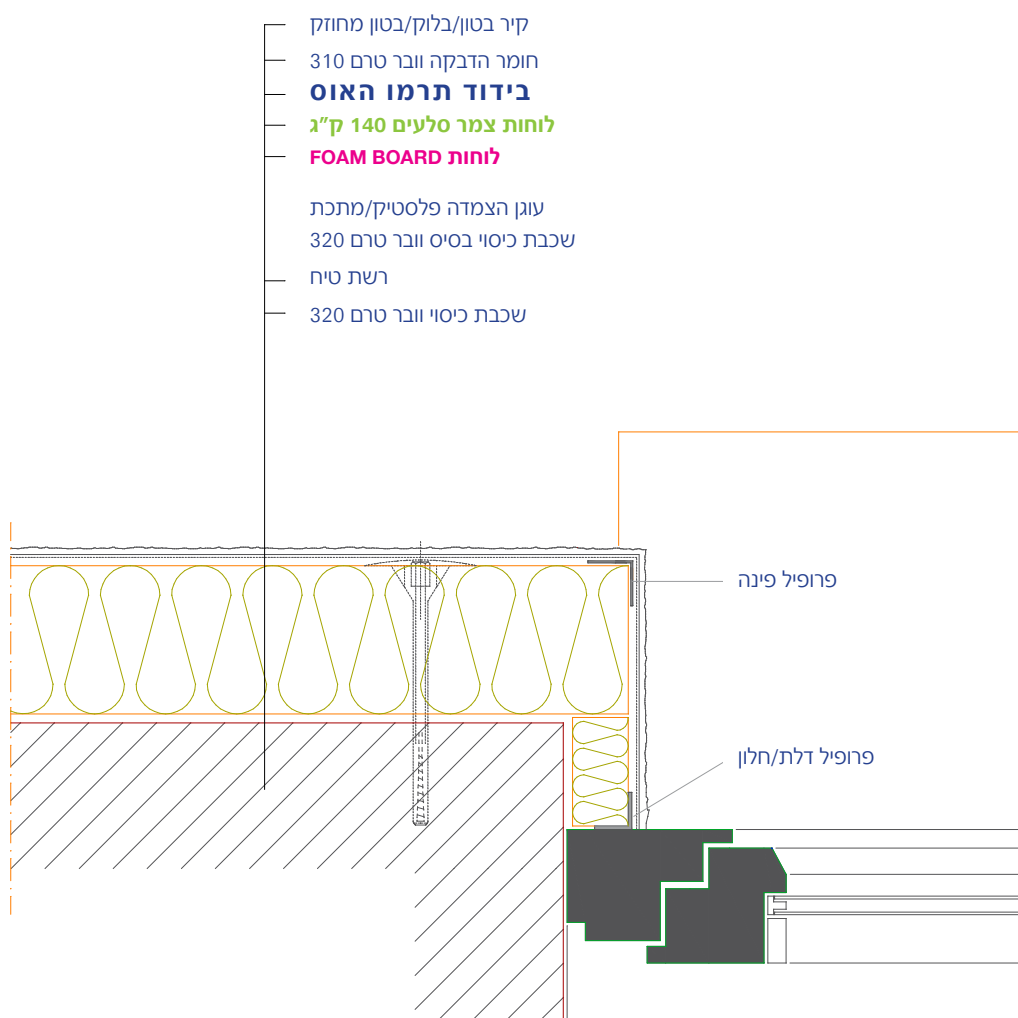 קיר בטון/בלוק/בטון מחוזק
חומר הדבקה וובר טרם 310
בידוד תרמו האוס
לוחות צמר סלעים 140 ק"ג
לוחות FOAM BOARD
עוגן הצמדה פלסטיק/מתכת
שכבת כיסוי בסיס וובר טרם 320
רשת טיח
שכבת כיסוי וובר טרם 320
פרופיל פינה
פרופיל דלת/חלון